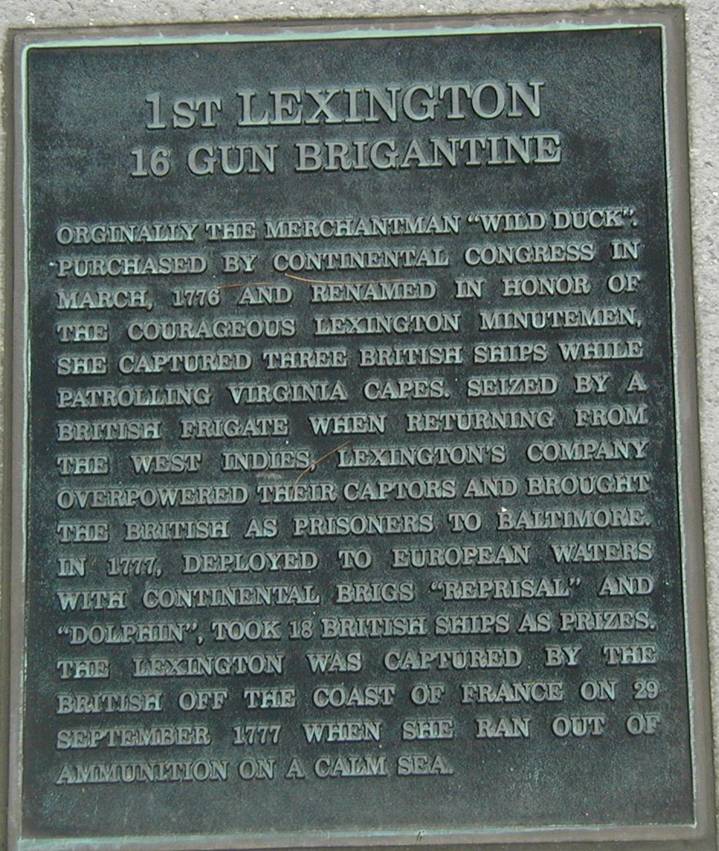 1ST LEXINGTON
16 GUN BRIGANTINE
ORGINALLY THE MERCHANTMAN "WILD DUCK".
PURCHASED BY CONTINENTAL CONGRESS IN
MARCH, 1776 AND RENAMED IN HONOR OF
THE COURAGEOUS LEXINGTON MINUTEMEN,
SHE CAPTURED THREE BRITISH SHIPS WHILE
PATROLLING VIRGINIA CAPES. SEIZED BY A
BRITISH FRIGATE WHEN RETURNING FROM
THE WEST INDIES, LEXINGTON'S COMPANY
OVERPOWERED THEIR CAPTORS AND BROUGHT
THE BRITISH AS PRISONERS TO BALTIMORE.
IN 1777, DEPLOYED TO EUROPEAN WATERS
WITH CONTINENTAL BRIGS "REPRISAL" AND
"DOLPHIN", TOOK 18 BRITISH SHIPS AS PRIZES.
THE LEXINGTON WAS CAPTURED BY THE
BRITISH OFF THE COAST OF FRANCE ON 29
SEPTEMBER 1777 WHEN SHE RAN OUT OF
AMMUNITION ON A CALM SEA.